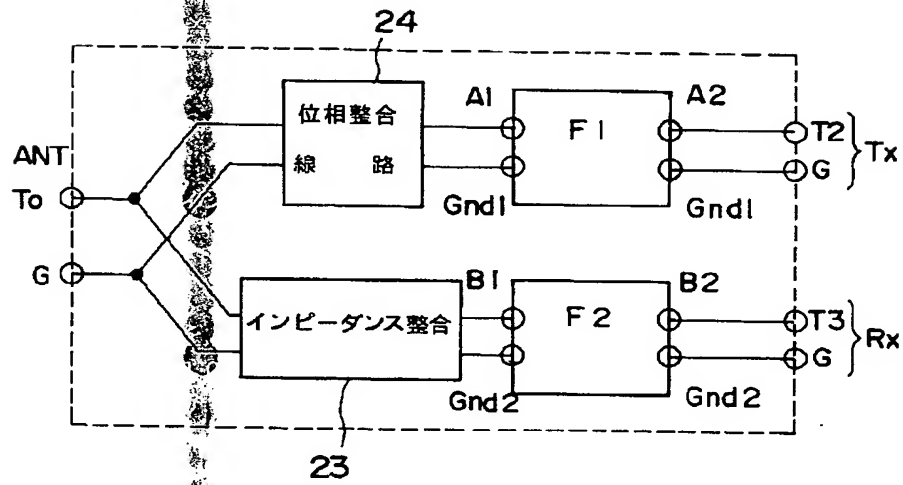 24
位相整合
線 路
A1
F1
A2
T2
Tx
ANT
To
G
Gnd1
Gnd1
G
B1
F2
B2
T3
Rx
G
インピーダンス整合
Gnd2
Gnd2
G
23